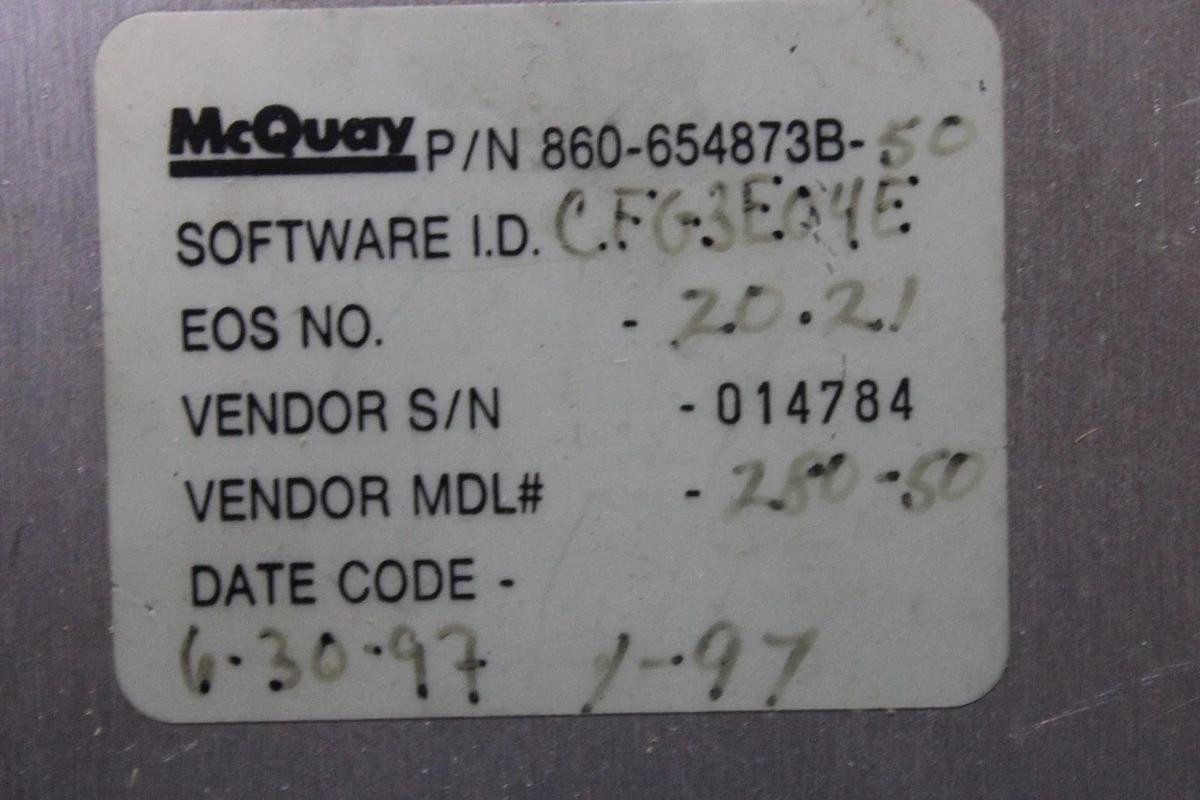 McQuay P/N 860-654873B-50
SOFTWARE I.D. CFG3E04E
EOS NO. - 20.21
VENDOR S/N - 014784
VENDOR MDL# - 280-50
DATE CODE -
6·30·97 1-97